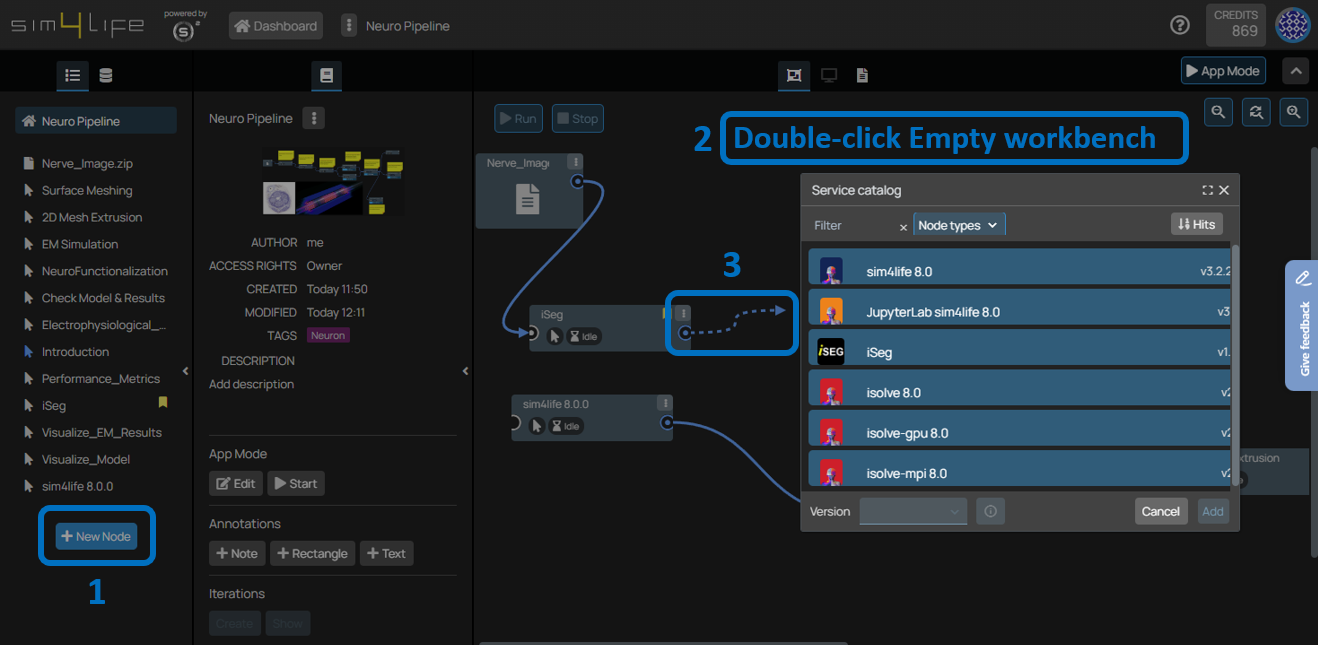 sim4life
powered by
s
Dashboard
Neuro Pipeline
?
CREDITS
869
App Mode
Neuro Pipeline
Nerve_Image.zip
Surface Meshing
2D Mesh Extrusion
EM Simulation
NeuroFunctionalization
Check Model & Results
Electrophysiological_...
Introduction
Performance_Metrics
iSeg
Visualize_EM_Results
Visualize_Model
sim4life 8.0.0
+ New Node
1
Neuro Pipeline
AUTHOR me
ACCESS RIGHTS Owner
CREATED Today 11:50
MODIFIED Today 12:11
TAGS Neuron
DESCRIPTION
Add description
App Mode
Edit
Start
Annotations
+ Note
+ Rectangle
+ Text
Iterations
Create
Show
Run
Stop
2 Double-click Empty workbench
Nerve_Imag
3
iSeg
Idle
sim4life 8.0.0
Idle
Service catalog
Filter
Node types
Hits
sim4life 8.0 v3.2.2
JupyterLab sim4life 8.0 v3
iSEG
iSeg v1.
isolve 8.0 v2
isolve-gpu 8.0 v2
isolve-mpi 8.0 v2
Version
Cancel
Add
xtrusion
Give feedback